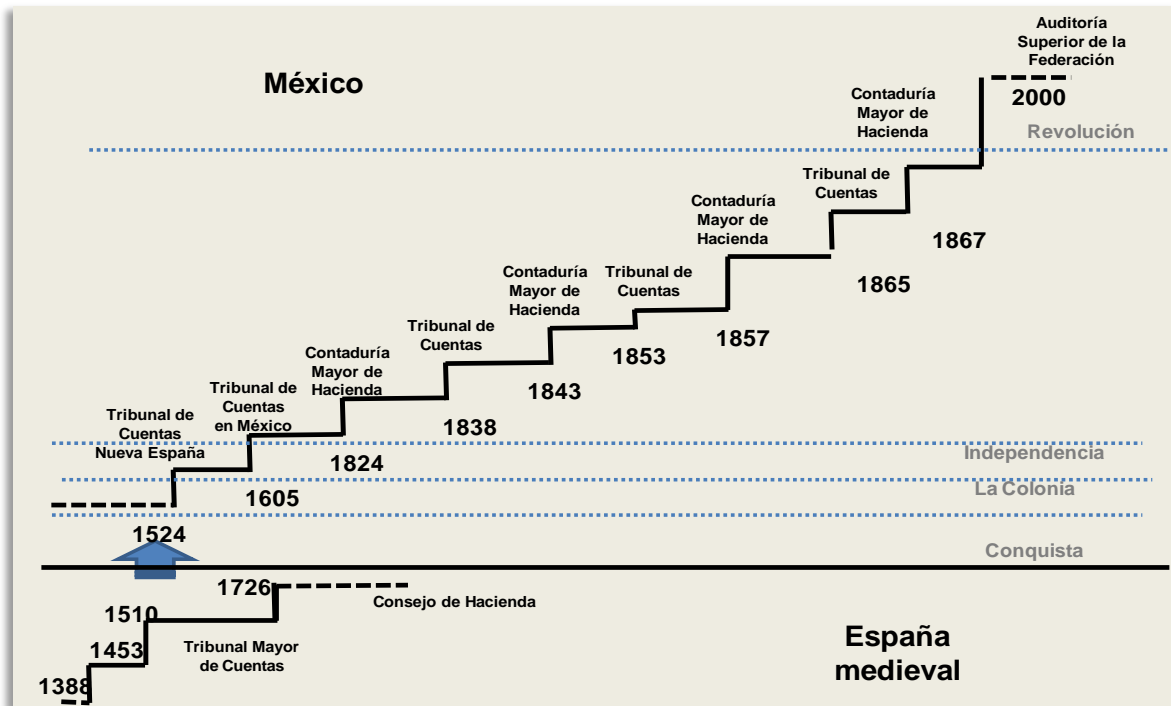 Auditoría
Superior de la
Federación
México
2000
Contaduría
Mayor de
Hacienda
Revolución
Tribunal de
Cuentas
1867
Contaduría
Mayor de
Hacienda
1865
Contaduría
Mayor de
Hacienda
Tribunal de
Cuentas
1857
1853
Tribunal de
Cuentas
1843
Contaduría
Mayor de
Hacienda
1838
Tribunal de
Cuentas
en México
Tribunal de
Cuentas
Nueva España
1824
Independencia
1605
La Colonia
1524
Conquista
1726
Consejo de Hacienda
1510
1453
Tribunal Mayor
de Cuentas
España
medieval
1388